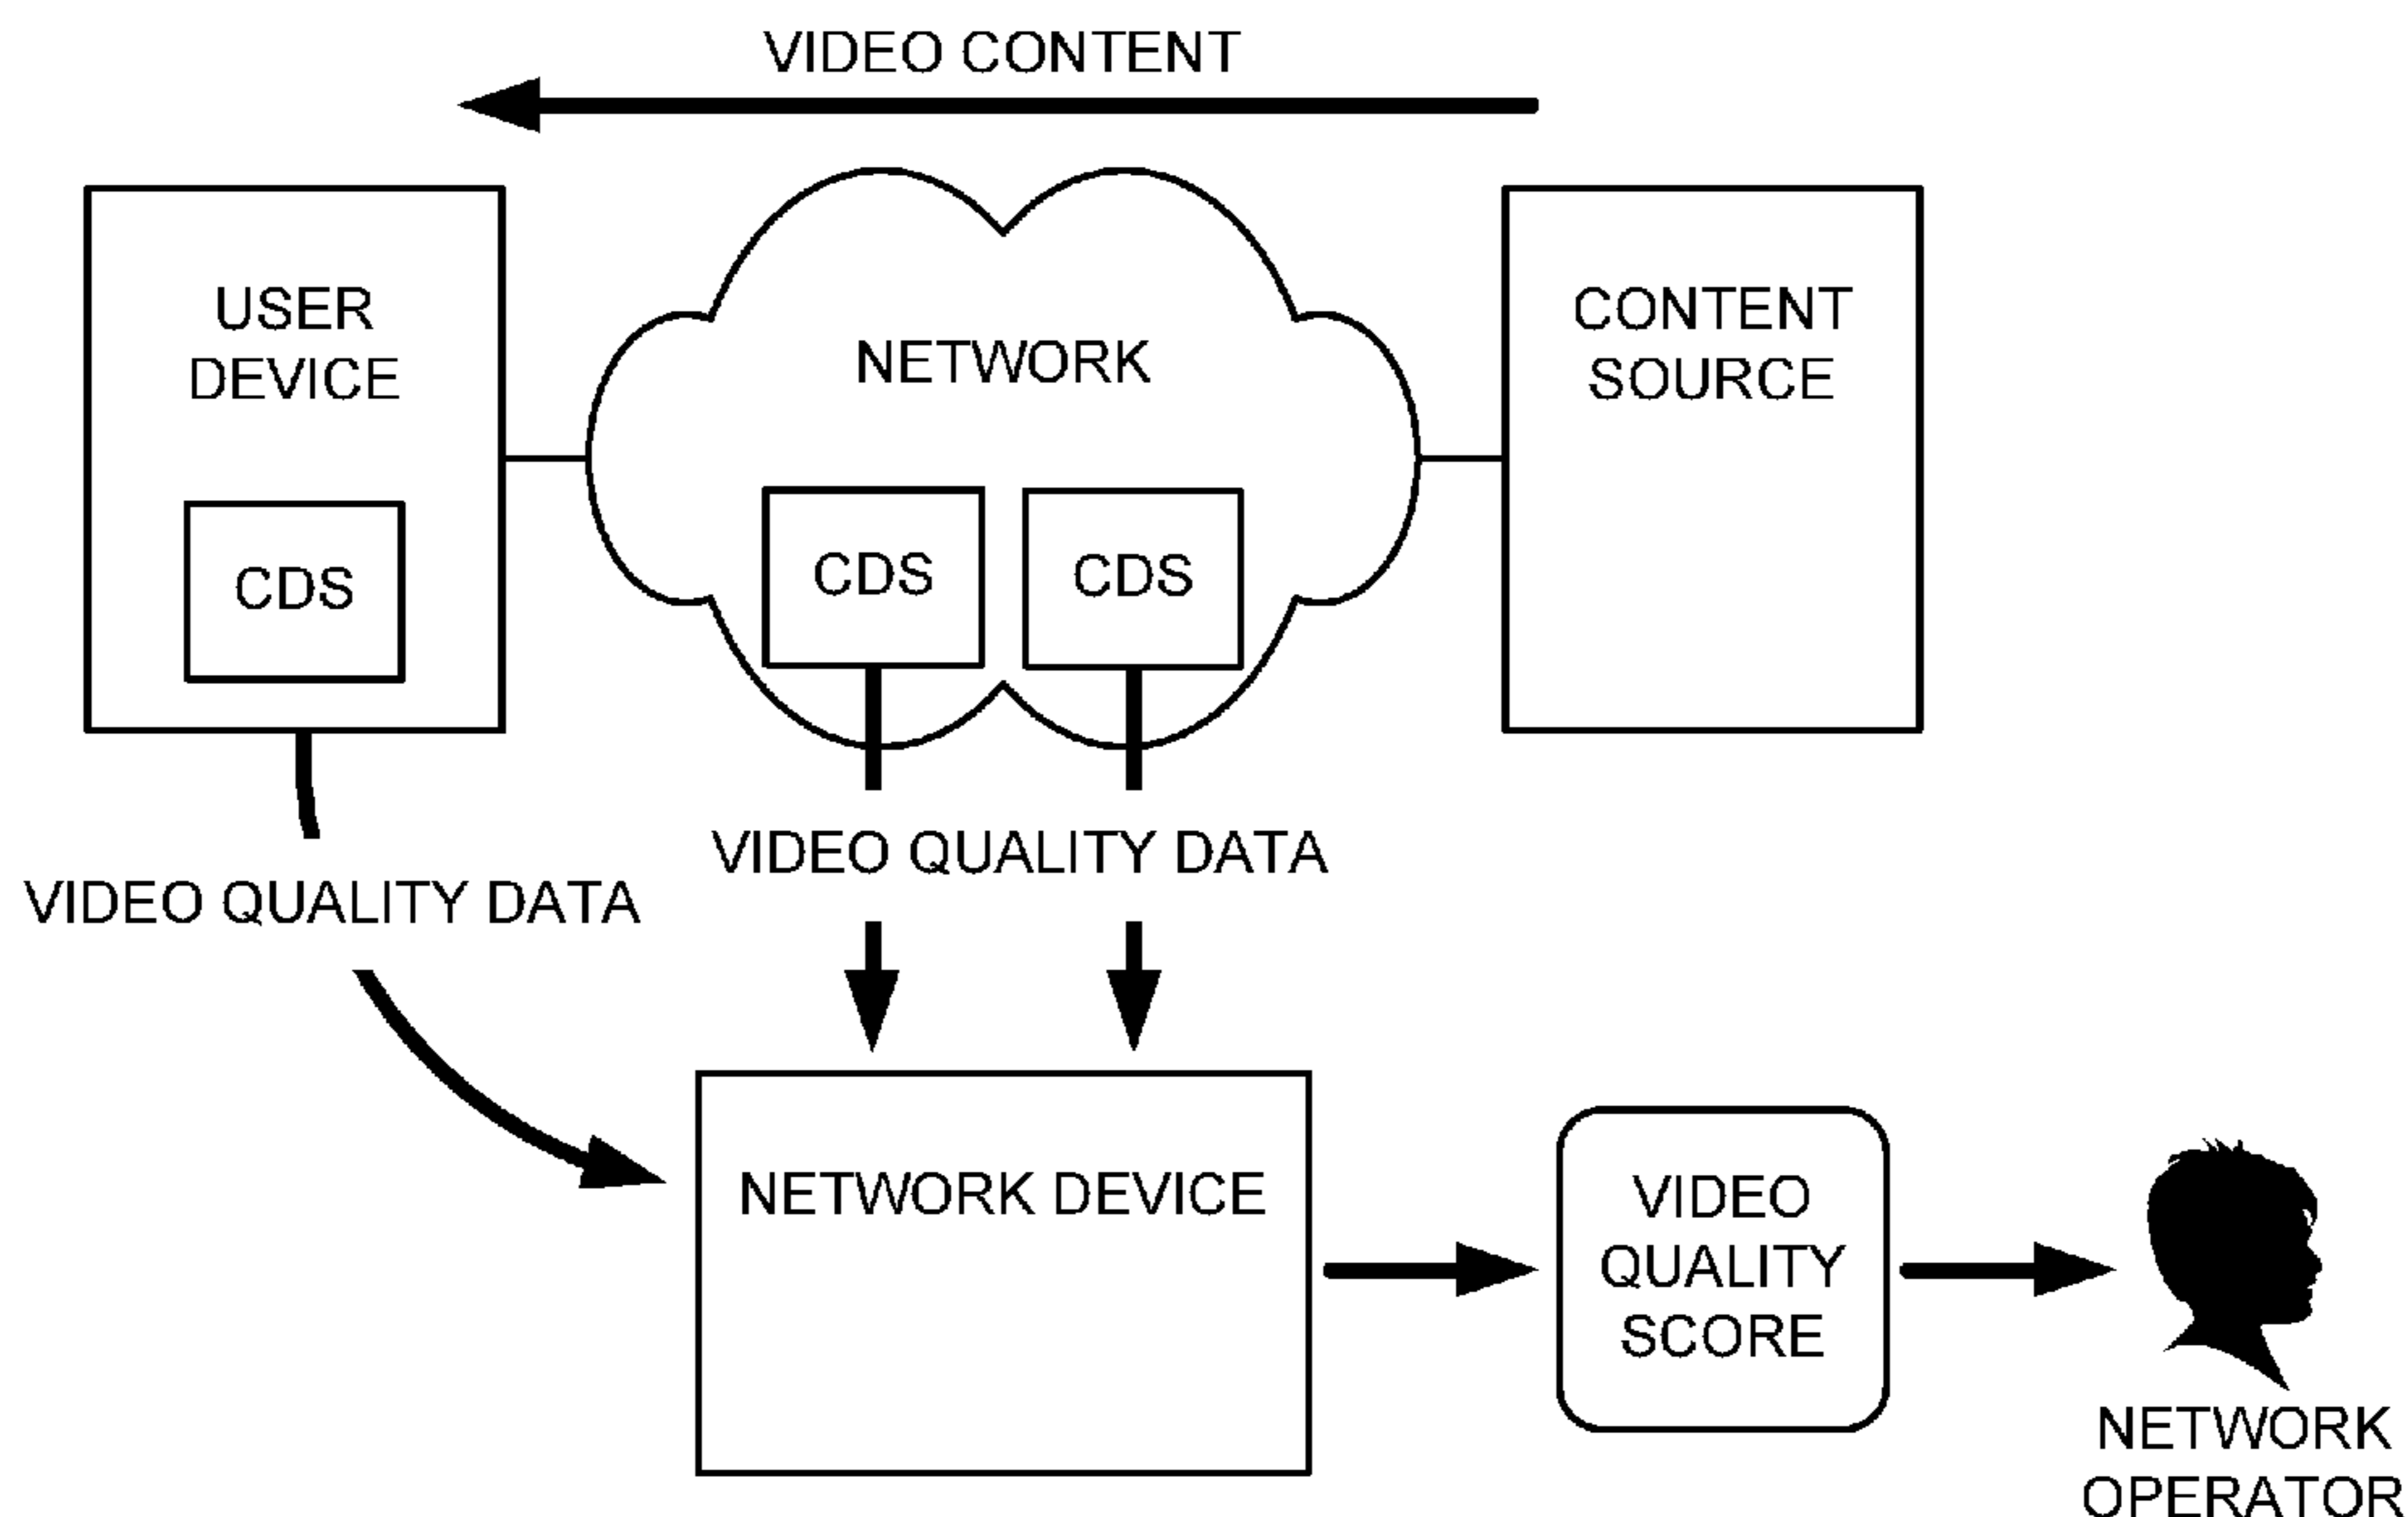 VIDEO CONTENT
USER
DEVICE
CDS
NETWORK
CDS
CDS
CONTENT
SOURCE
VIDEO QUALITY DATA
VIDEO QUALITY DATA
NETWORK DEVICE
VIDEO
QUALITY
SCORE
NETWORK
OPERATOR